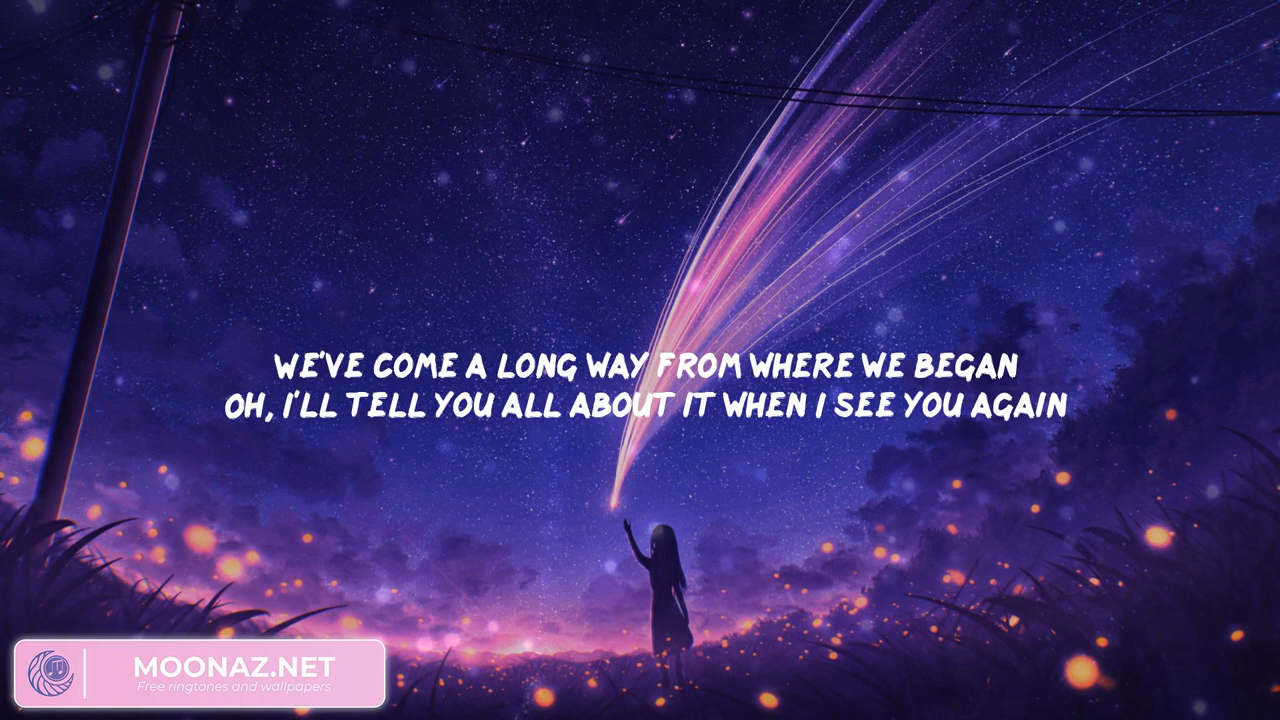 WE'VE COME A LONG WAY FROM WHERE WE BEGAN
OH, I'LL TELL YOU ALL ABOUT IT WHEN I SEE YOU AGAIN
MOONAZ.NET
Free ringtones and wallpapers